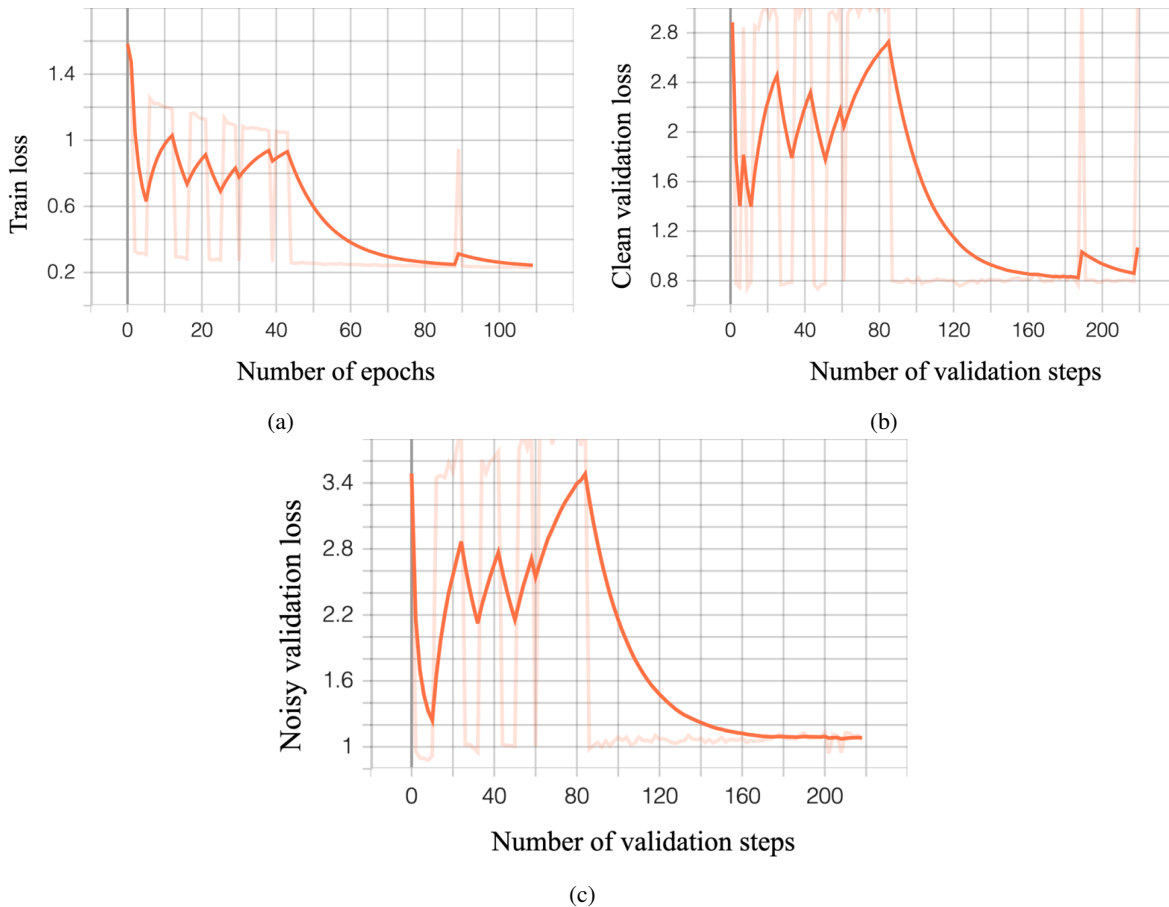 Train loss
1.4
1
0.6
0.2
0 20 40 60 80 100
Number of epochs
(a)
Clean validation loss
2.8
2.4
2
1.6
1.2
0.8
0 40 80 120 160 200
Number of validation steps
(b)
Noisy validation loss
3.4
2.8
2.2
1.6
1
0 40 80 120 160 200
Number of validation steps
(c)